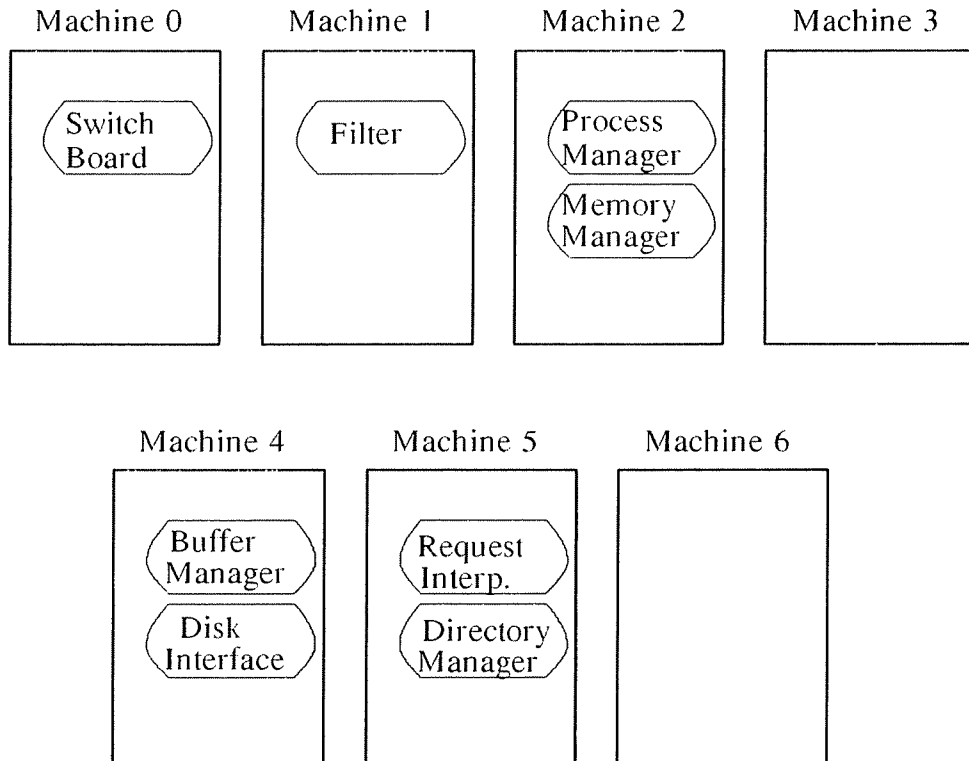 Machine 0
Machine 1
Machine 2
Machine 3
Switch
Board
Filter
Process
Manager
Memory
Manager
Machine 4
Machine 5
Machine 6
Buffer
Manager
Disk
Interface
Request
Interp.
Directory
Manager